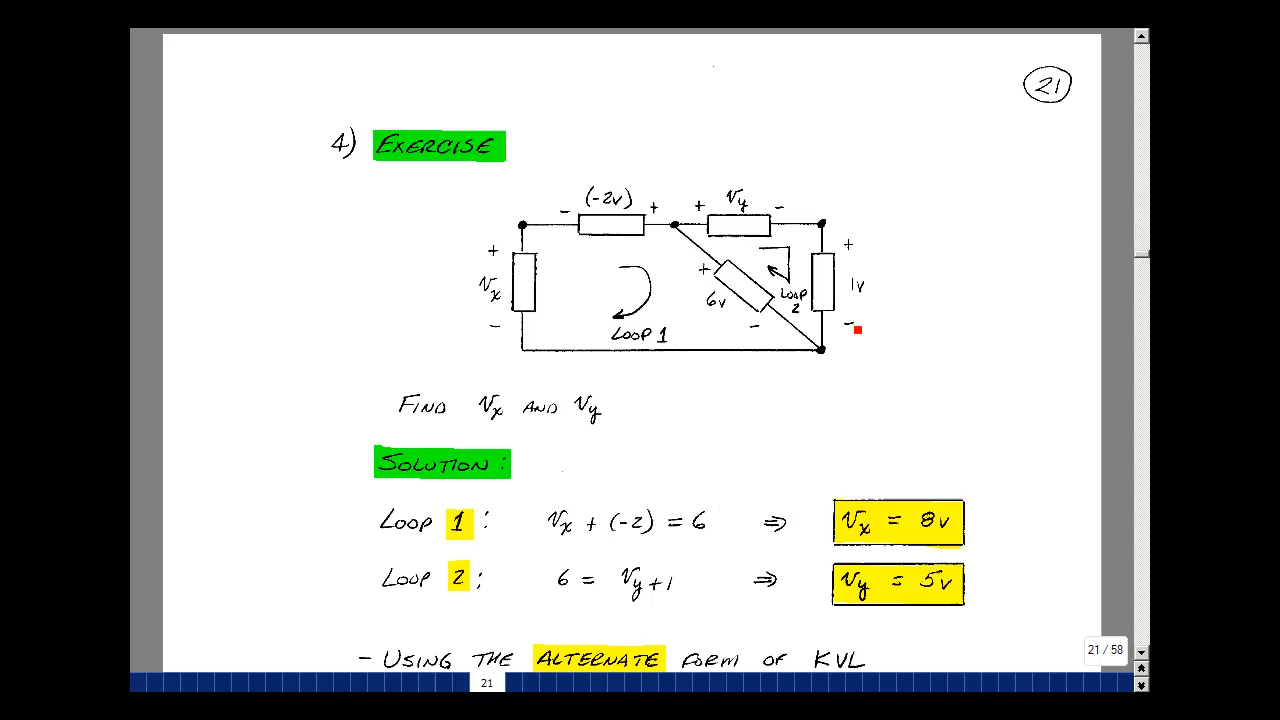 21
4) EXERCISE
(-2V) Vy
- + + -
+ + +
Vx 6V LOOP 2 1V
- - -
LOOP 1
FIND Vx AND Vy
SOLUTION:
LOOP 1: Vx + (-2) = 6 ⇒ Vx = 8V
LOOP 2: 6 = Vy + 1 ⇒ Vy = 5V
- USING THE ALTERNATE FORM OF KVL
21 / 58
21